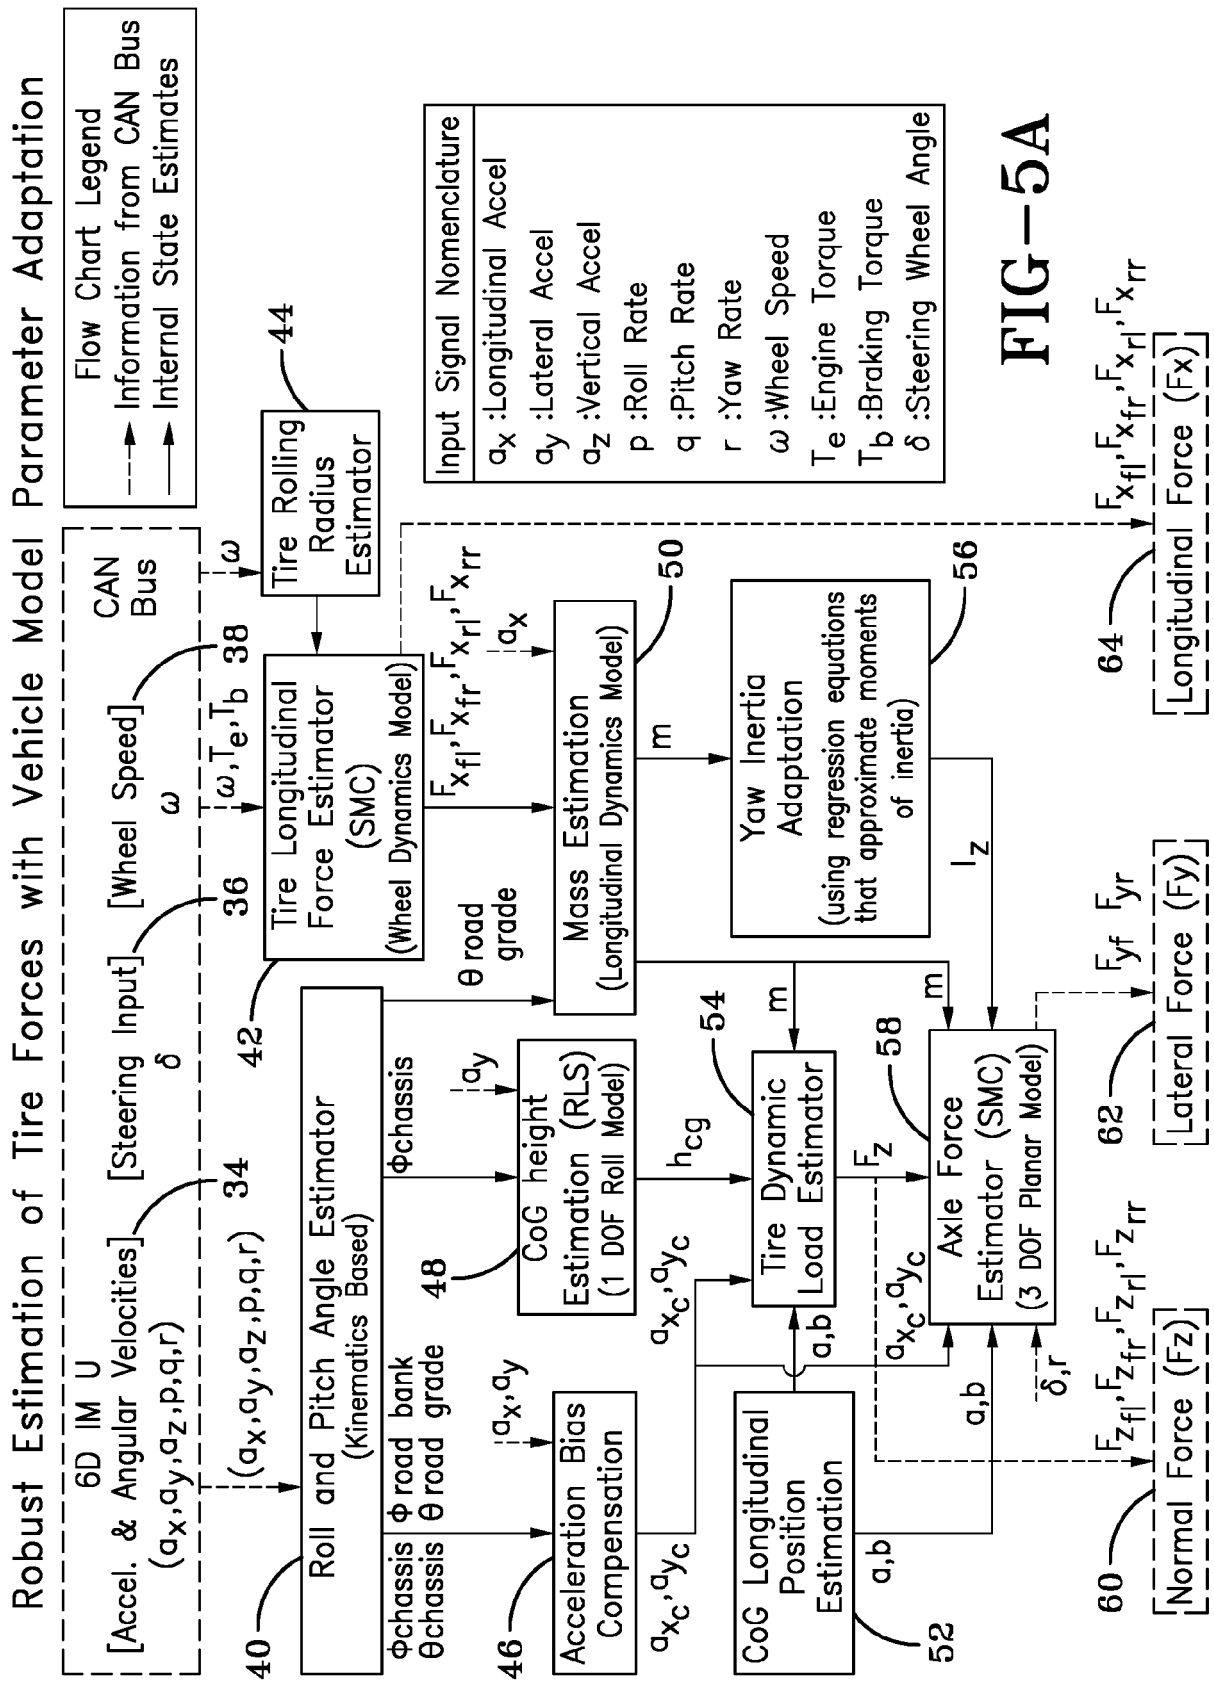 Robust Estimation of Tire Forces with Vehicle Model Parameter Adaptation
6D IM U
[Accel. & Angular Velocities]
(ax,ay,az,p,q,r)
34
[Steering Input]
δ
36
[Wheel Speed]
ω
38
CAN
Bus
Flow Chart Legend
Information from CAN Bus
Internal State Estimates
(ax,ay,az,p,q,r)
ω,Te,Tb
ω
40
Roll and Pitch Angle Estimator
(Kinematics Based)
42
Tire Longitudinal
Force Estimator
(SMC)
(Wheel Dynamics Model)
44
Tire Rolling
Radius
Estimator
Φchassis Φ road bank
θchassis θ road grade
Φchassis
θ road
grade
Fxfl,Fxfr,Fxrl,Fxrr
ax,ay
ay
ax
46
Acceleration Bias
Compensation
48
CoG height
Estimation (RLS)
(1 DOF Roll Model)
Mass Estimation
(Longitudinal Dynamics Model)
50
axc,ayc
axc,ayc
hcg
m
m
52
CoG Longitudinal
Position
Estimation
a,b
54
Tire Dynamic
Load Estimator
Yaw Inertia
Adaptation
(using regression equations
that approximate moments
of inertia)
56
a,b
Fz
axc,ayc
a,b
58
m
Iz
δ,r
Axle Force
Estimator (SMC)
(3 DOF Planar Model)
60
Fzfl,Fzfr,Fzrl,Fzrr
Normal Force (Fz)
62
Fyf Fyr
Lateral Force (Fy)
64
Fxfl,Fxfr,Fxrl,Fxrr
Longitudinal Force (Fx)
Input Signal Nomenclature
ax :Longitudinal Accel
ay :Lateral Accel
az :Vertical Accel
p :Roll Rate
q :Pitch Rate
r :Yaw Rate
ω :Wheel Speed
Te :Engine Torque
Tb :Braking Torque
δ :Steering Wheel Angle
FIG-5A